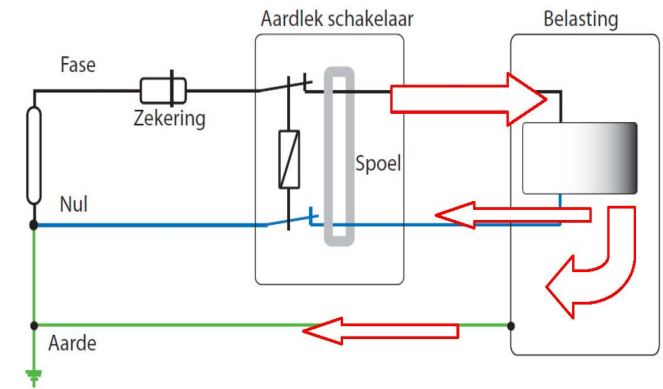 Aardlek schakelaar
Belasting
Fase
Zekering
Spoel
Nul
Aarde